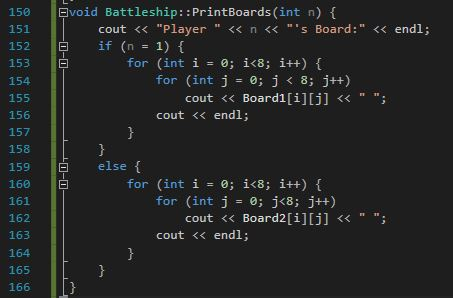 150 void Battleship::PrintBoards(int n) {
151 cout << "Player " << n << "'s Board:" << endl;
152 if (n = 1) {
153 for (int i = 0; i<8; i++) {
154 for (int j = 0; j < 8; j++)
155 cout << Board1[i][j] << " ";
156 cout << endl;
157 }
158 }
159 else {
160 for (int i = 0; i<8; i++) {
161 for (int j = 0; j<8; j++)
162 cout << Board2[i][j] << " ";
163 cout << endl;
164 }
165 }
166 }